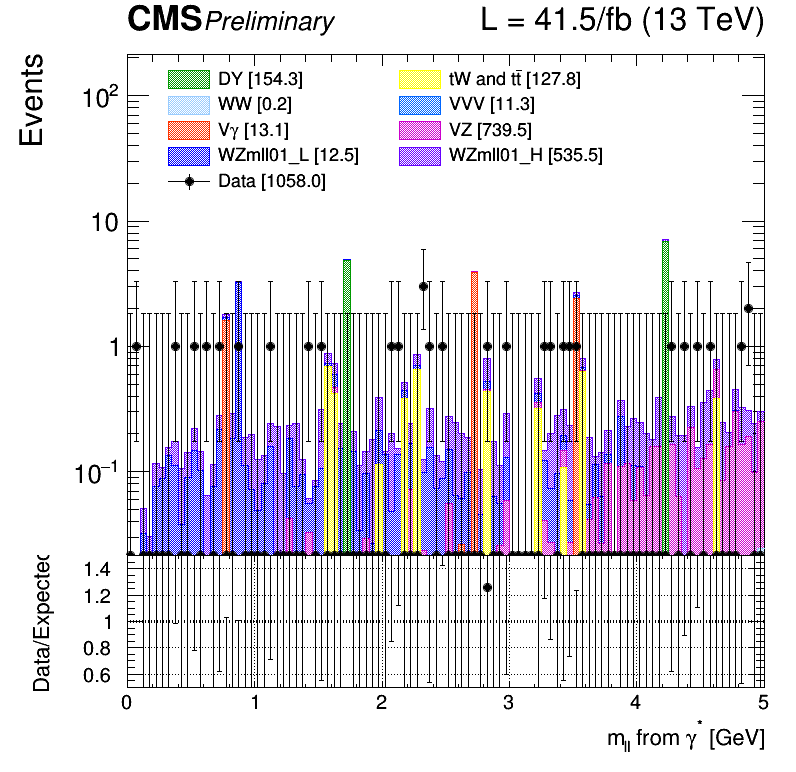 CMS Preliminary L = 41.5/fb (13 TeV)
Events
DY [154.3] tW and tt̄ [127.8]
WW [0.2] VVV [11.3]
Vγ [13.1] VZ [739.5]
WZmll01_L [12.5] WZmll01_H [535.5]
Data [1058.0]
10²
10
1
10⁻¹
Data/Expected
1.4
1.2
1
0.8
0.6
0 1 2 3 4 5
m_ll from γ* [GeV]